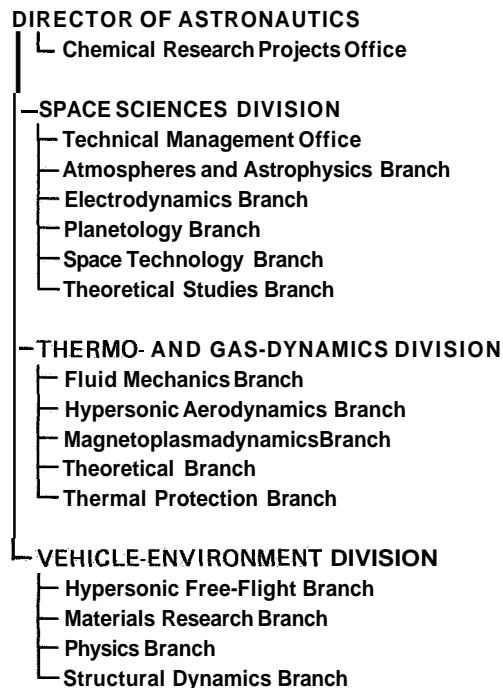 DIRECTOR OF ASTRONAUTICS
Chemical Research Projects Office
SPACE SCIENCES DIVISION
Technical Management Office
Atmospheres and Astrophysics Branch
Electrodynamics Branch
Planetology Branch
Space Technology Branch
Theoretical Studies Branch
THERMO- AND GAS-DYNAMICS DIVISION
Fluid Mechanics Branch
Hypersonic Aerodynamics Branch
Magnetoplasmadynamics Branch
Theoretical Branch
Thermal Protection Branch
VEHICLE-ENVIRONMENT DIVISION
Hypersonic Free-Flight Branch
Materials Research Branch
Physics Branch
Structural Dynamics Branch